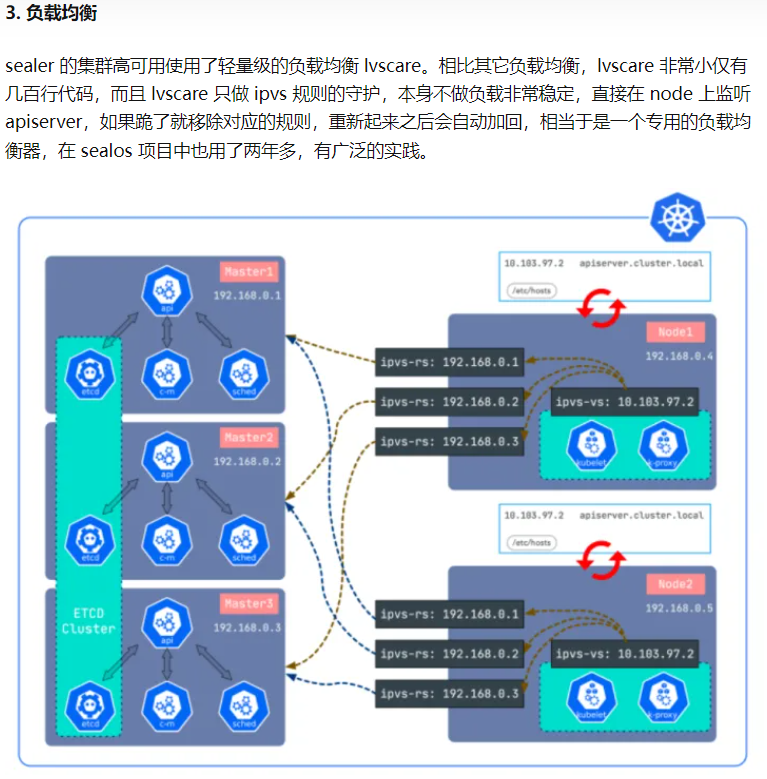 3. 负载均衡
sealer 的集群高可用使用了轻量级的负载均衡 lvscare。相比其它负载均衡，lvscare 非常小仅有
几百行代码，而且 lvscare 只做 ipvs 规则的守护，本身不做负载非常稳定，直接在 node 上监听
apiserver，如果跪了就移除对应的规则，重新起来之后会自动加回，相当于是一个专用的负载均
衡器，在 sealos 项目中也用了两年多，有广泛的实践。
Master1
192.168.0.1
api
etcd
c-m
sched
Master2
192.168.0.2
api
etcd
c-m
sched
Master3
192.168.0.3
api
etcd
c-m
sched
ETCD
Cluster
10.103.97.2 apiserver.cluster.local
/etc/hosts
Node1
192.168.0.4
ipvs-rs: 192.168.0.1
ipvs-rs: 192.168.0.2
ipvs-rs: 192.168.0.3
ipvs-vs: 10.103.97.2
kubelet
k-proxy
10.103.97.2 apiserver.cluster.local
/etc/hosts
Node2
192.168.0.5
ipvs-rs: 192.168.0.1
ipvs-rs: 192.168.0.2
ipvs-rs: 192.168.0.3
ipvs-vs: 10.103.97.2
kubelet
k-proxy